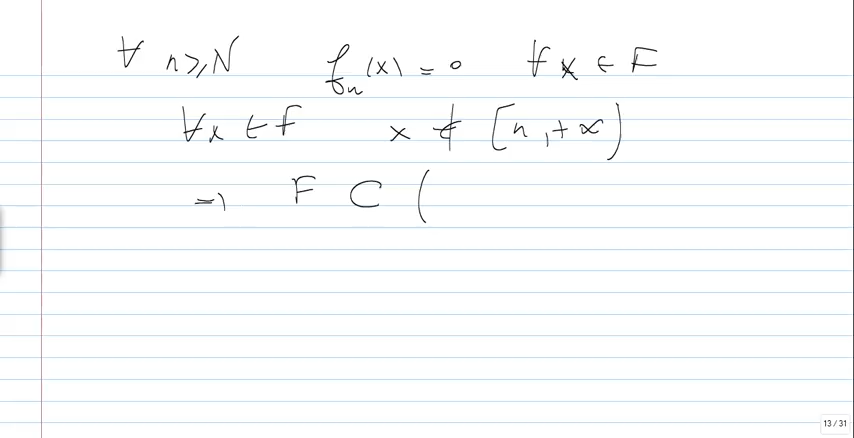 ∀ n ≥ N fₙ(x) = 0 ∀ x ∈ F
∀x ∈ F x ∉ [n, +∞)
⇒ F ⊂ (
13 / 31